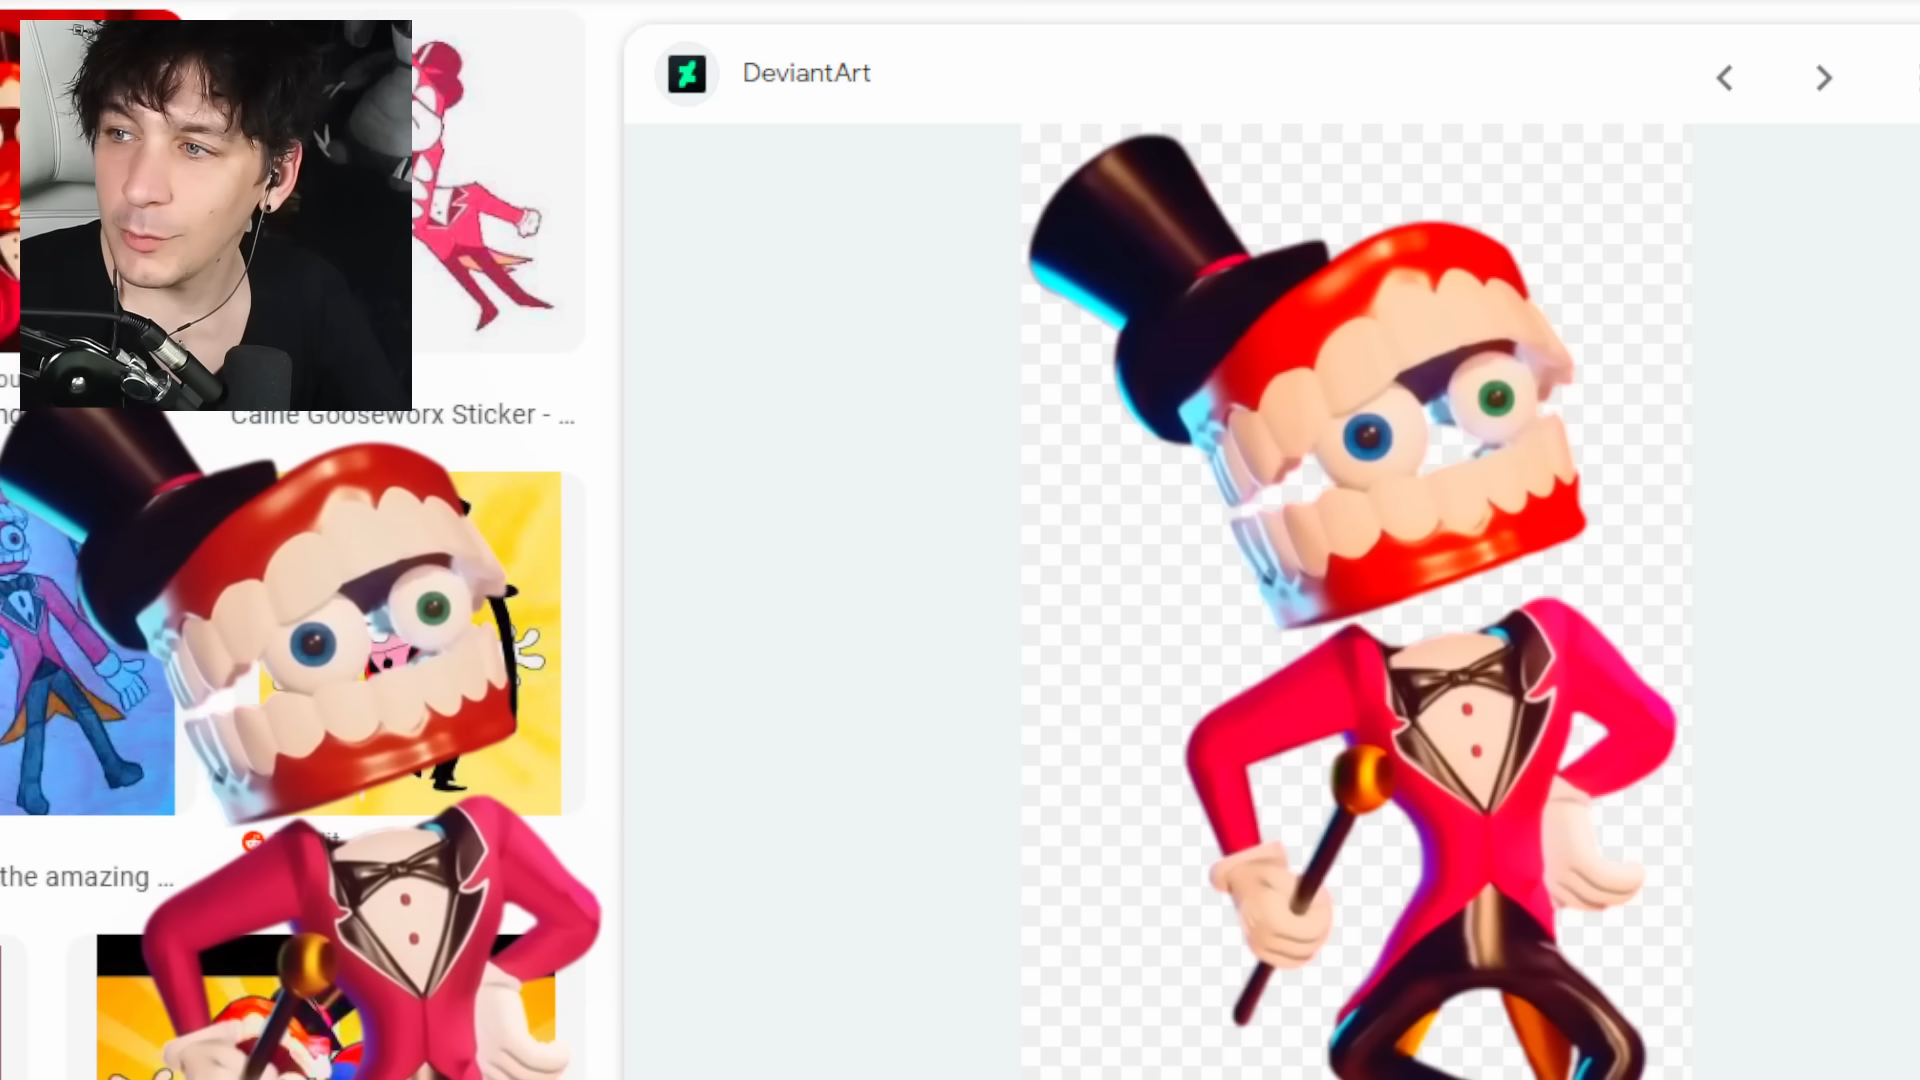 DeviantArt
Caine Gooseworx Sticker - ...
the amazing ...